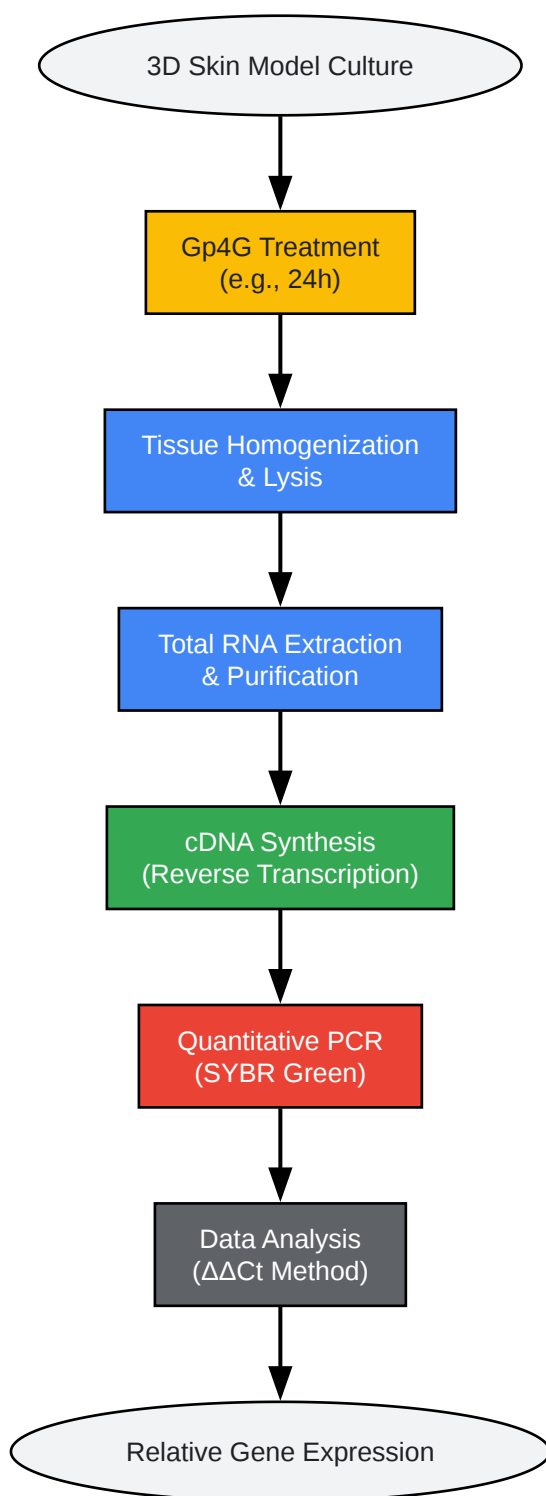 3D Skin Model Culture
Gp4G Treatment
(e.g., 24h)
Tissue Homogenization
& Lysis
Total RNA Extraction
& Purification
cDNA Synthesis
(Reverse Transcription)
Quantitative PCR
(SYBR Green)
Data Analysis
(ΔΔCt Method)
Relative Gene Expression